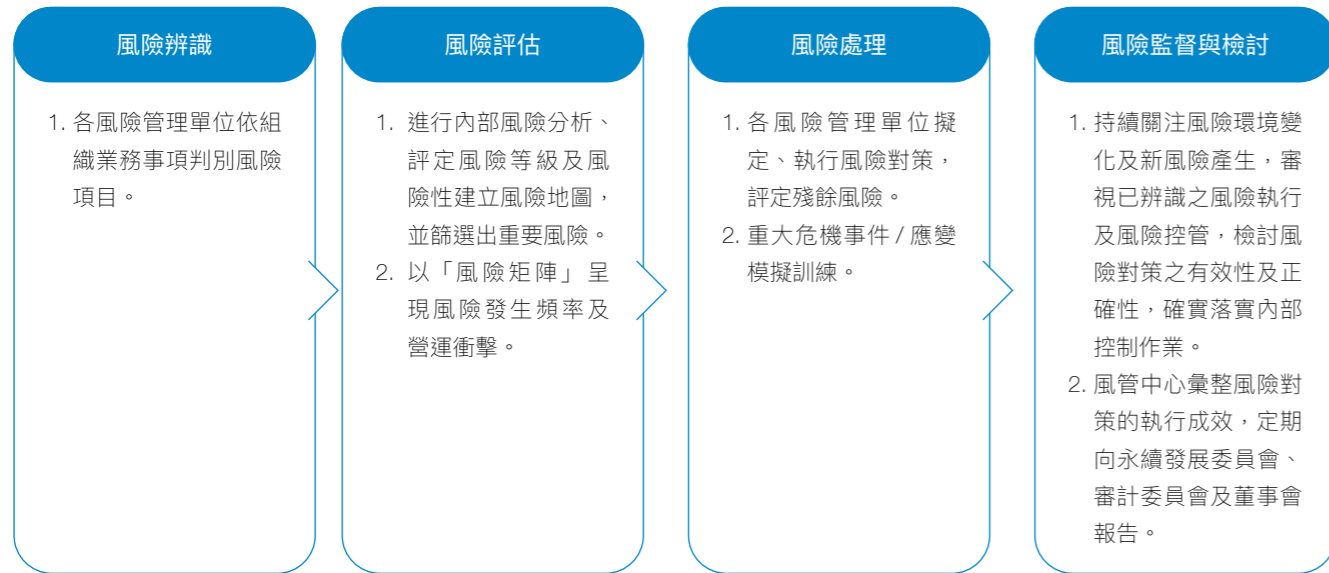 風險辨識
1. 各風險管理單位依組
織業務事項判別風險
項目。
風險評估
1. 進行內部風險分析、
評定風險等級及風
險性建立風險地圖，
並篩選出重要風險。
2. 以「風險矩陣」呈
現風險發生頻率及
營運衝擊。
風險處理
1. 各風險管理單位擬
定、執行風險對策，
評定殘餘風險。
2. 重大危機事件 / 應變
模擬訓練。
風險監督與檢討
1. 持續關注風險環境變
化及新風險產生，審
視已辨識之風險執行
及風險控管，檢討風
險對策之有效性及正
確性，確實落實內部
控制作業。
2. 風管中心彙整風險對
策的執行成效，定期
向永續發展委員會、
審計委員會及董事會
報告。